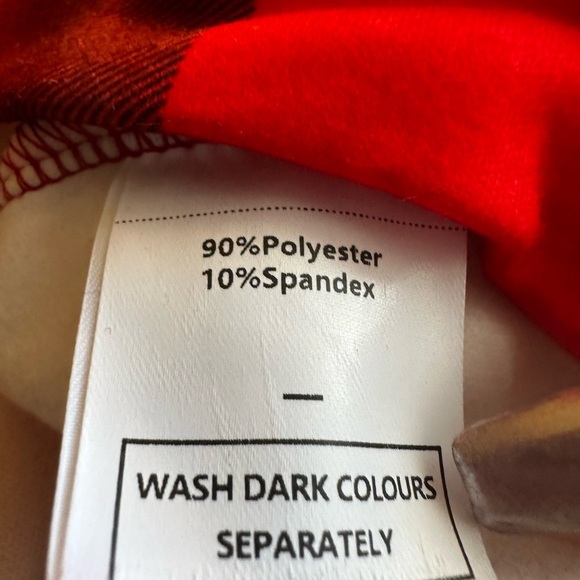 90%Polyester
10%Spandex
—
WASH DARK COLOURS
SEPARATELY